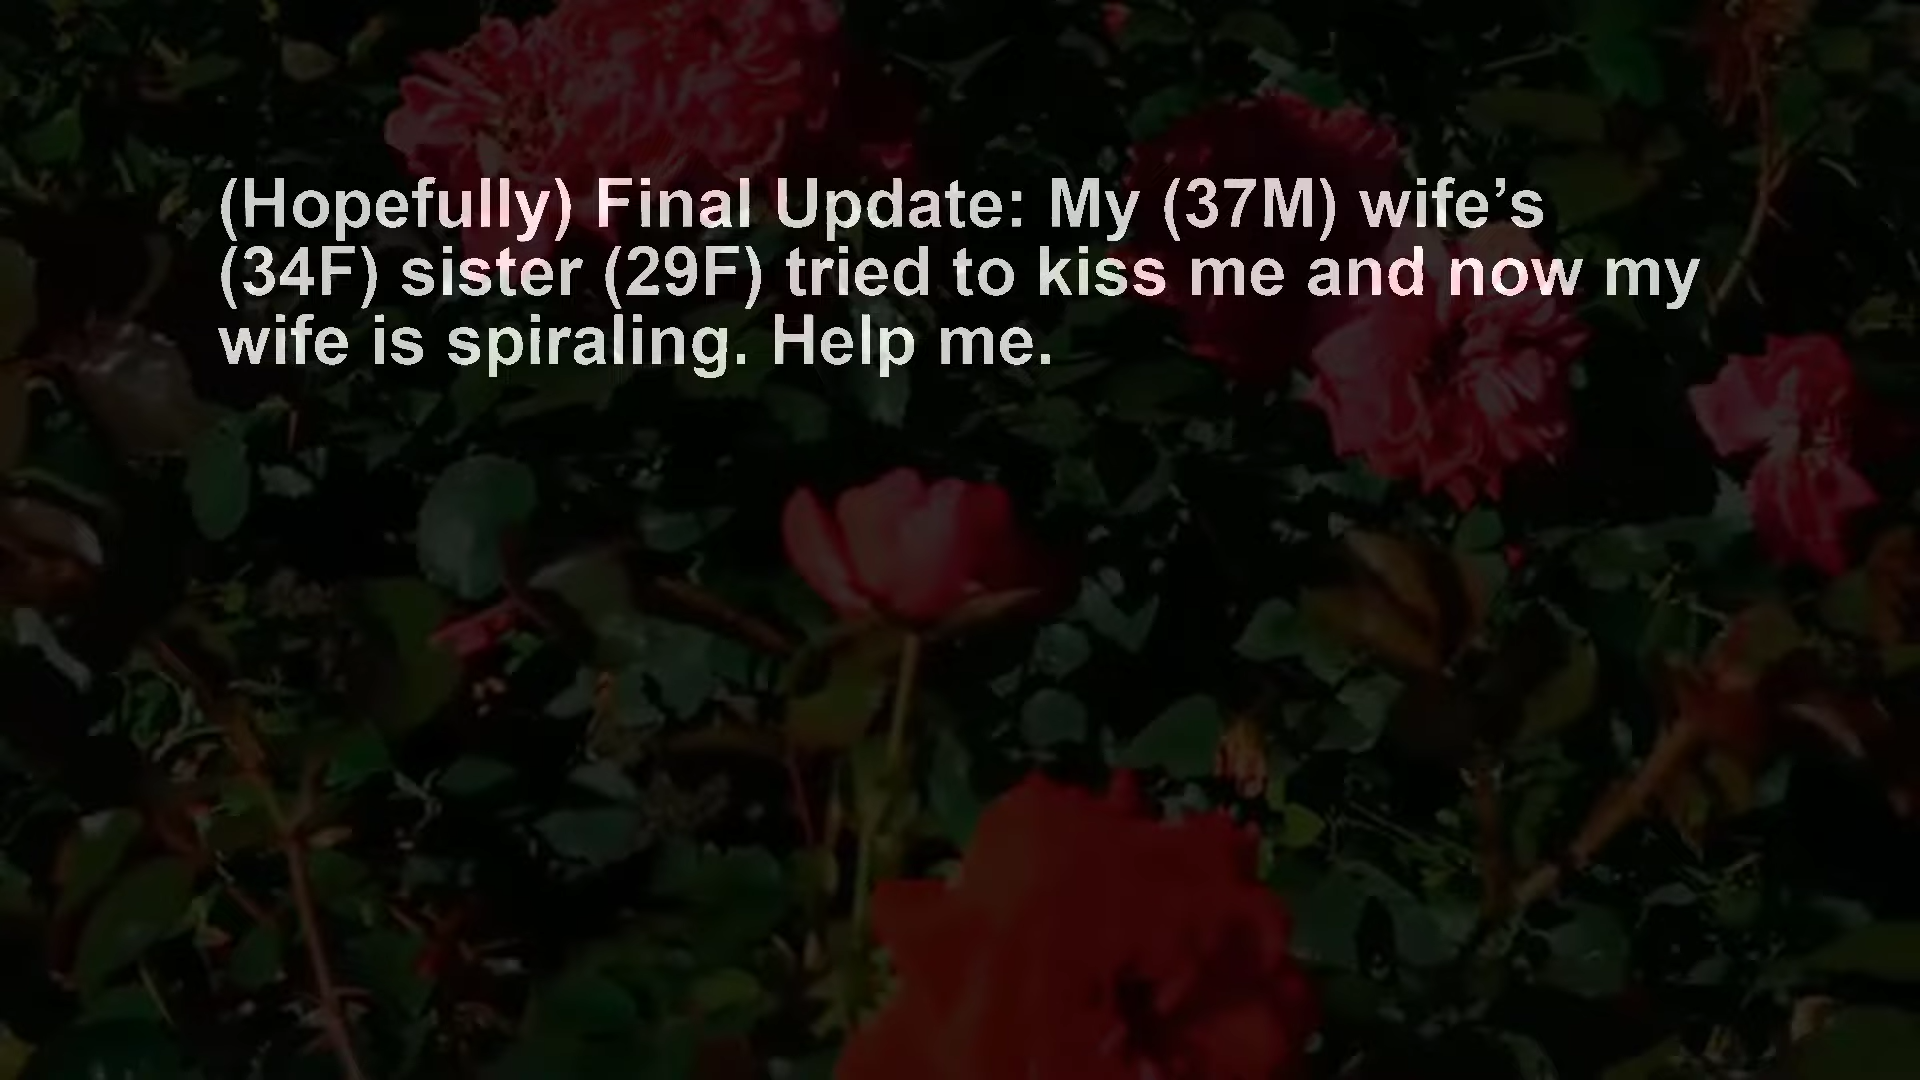 (Hopefully) Final Update: My (37M) wife’s
(34F) sister (29F) tried to kiss me and now my
wife is spiraling. Help me.